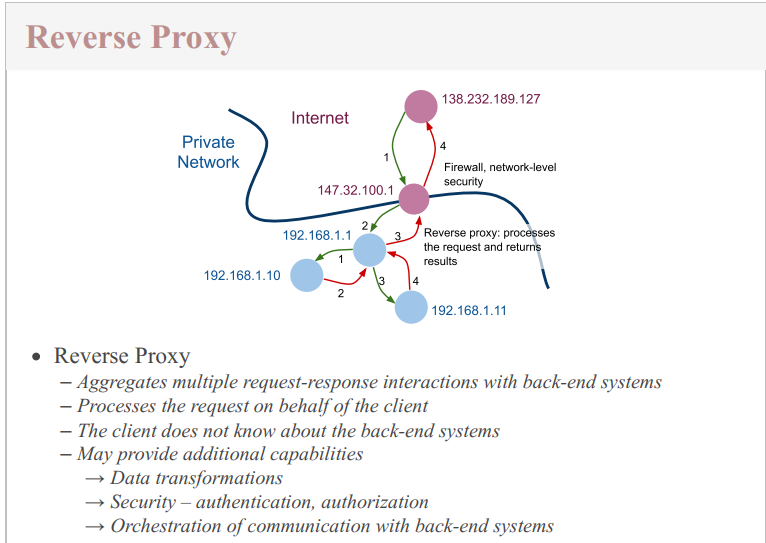 Reverse Proxy
138.232.189.127
Internet
Private
Network
1
4
Firewall, network-level
security
147.32.100.1
2
3
Reverse proxy: processes
the request and returns
results
192.168.1.1
1
192.168.1.10
2
3
4
192.168.1.11
• Reverse Proxy
– Aggregates multiple request-response interactions with back-end systems
– Processes the request on behalf of the client
– The client does not know about the back-end systems
– May provide additional capabilities
→ Data transformations
→ Security – authentication, authorization
→ Orchestration of communication with back-end systems